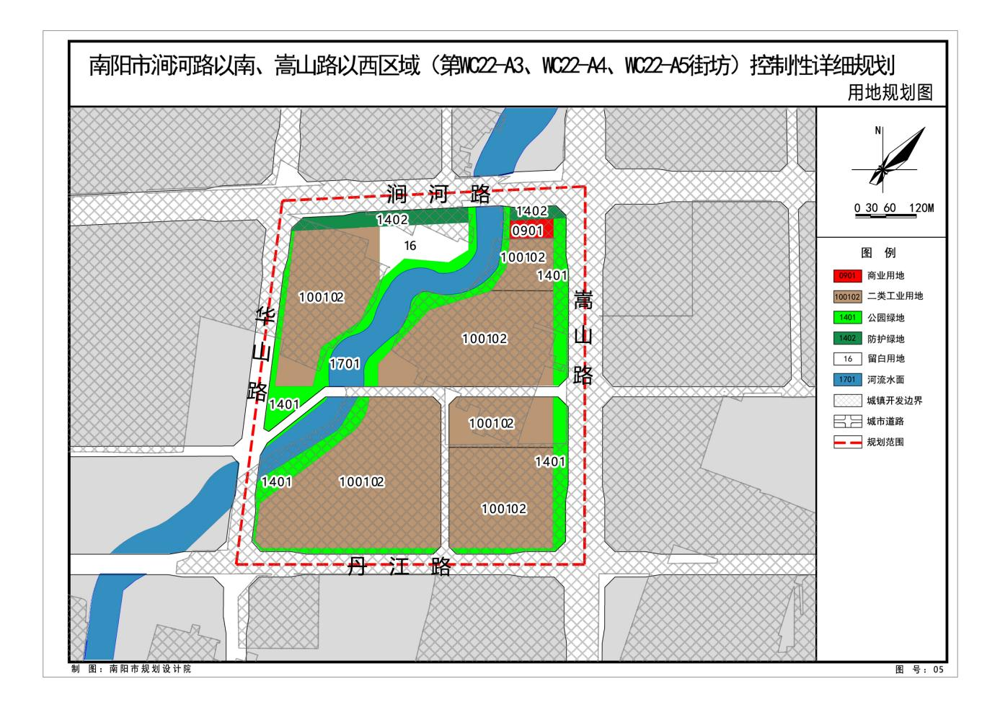 南阳市涧河路以南、嵩山路以西区域（第WC22-A3、WC22-A4、WC22-A5街坊）控制性详细规划
用地规划图
N
0 30 60 120M
涧河路
1402
1402
0901
16
100102
1401
100102
嵩山路
华山路
100102
1701
1401
100102
1401
1401
100102
100102
丹江路
图 例
0901 商业用地
100102 二类工业用地
1401 公园绿地
1402 防护绿地
16 留白用地
1701 河流水面
城镇开发边界
城市道路
规划范围
制 图：南阳市规划设计院
图 号：05